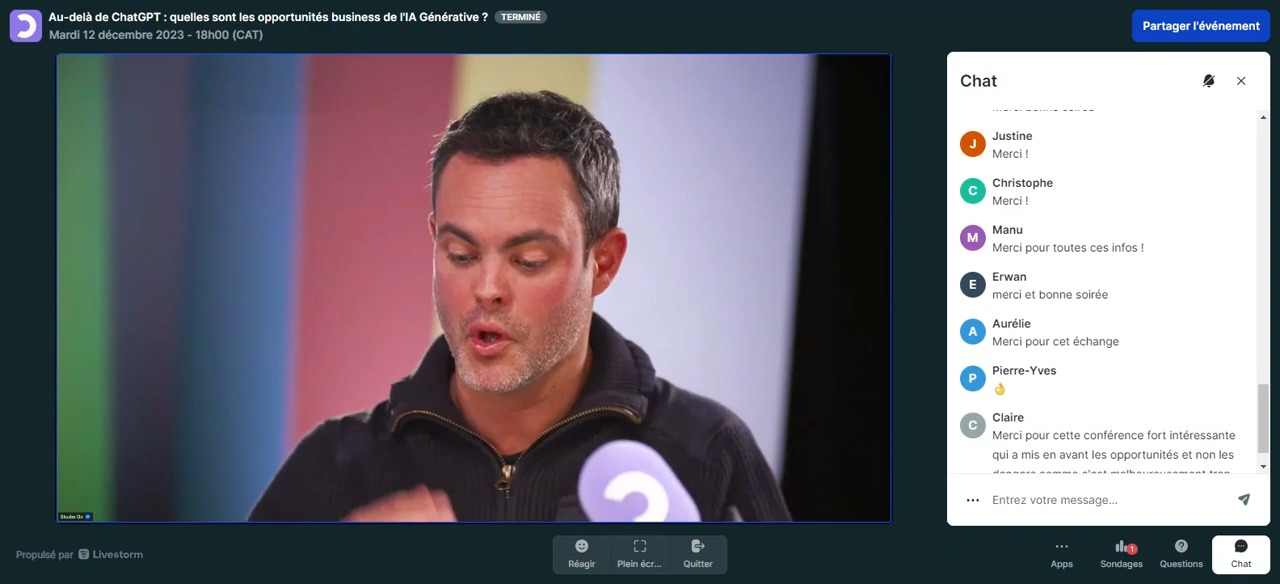 Au-delà de ChatGPT : quelles sont les opportunités business de l'IA Générative ? TERMINÉ
Mardi 12 décembre 2023 - 18h00 (CAT)
Partager l'événement
Chat
Justine
J
Merci !
Christophe
C
Merci !
Manu
M
Merci pour toutes ces infos !
Erwan
E
merci et bonne soirée
Aurélie
A
Merci pour cet échange
Pierre-Yves
P
👌
Claire
C
Merci pour cette conférence fort intéressante
qui a mis en avant les opportunités et non les
Entrez votre message...
Studio Oc
Propulsé par Livestorm
Réagir
Plein écr...
Quitter
Apps
1
Sondages
Questions
Chat